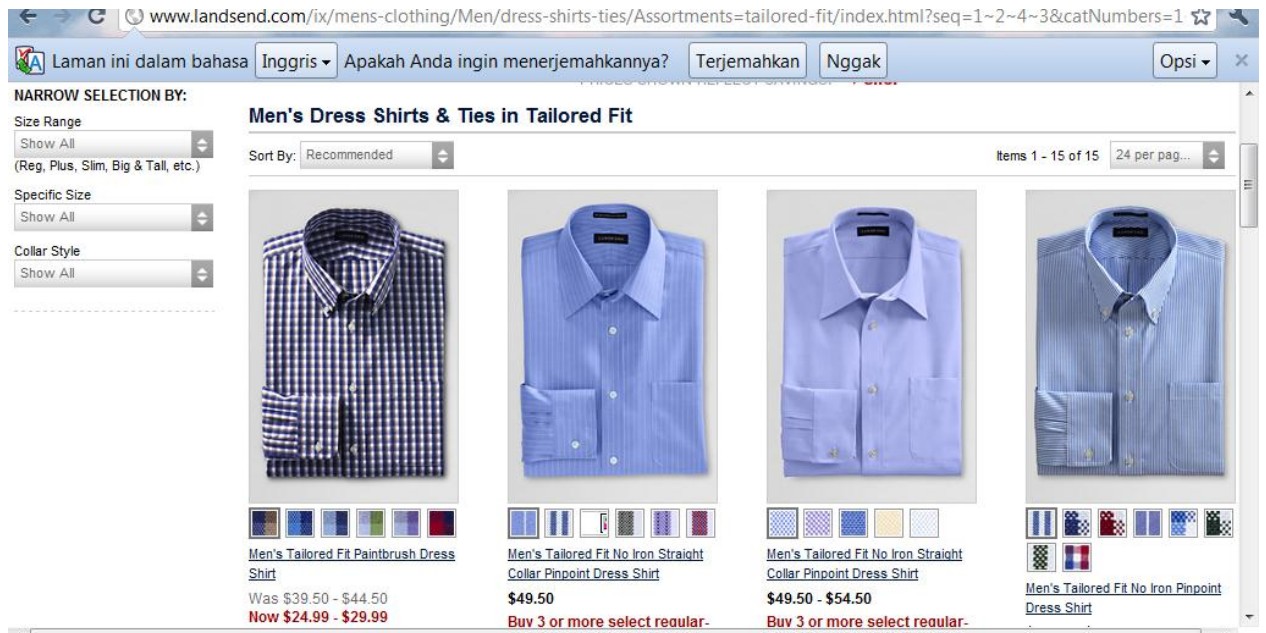 www.landsend.com/ix/mens-clothing/Men/dress-shirts-ties/Assortments=tailored-fit/index.html?seq=1~2~4~3&catNumbers=1
Laman ini dalam bahasa Inggris Apakah Anda ingin menerjemahkannya? Terjemahkan Nggak Opsi
PRICES SHOWN REFLECT SAVINGS!
NARROW SELECTION BY:
Size Range
Show All
(Reg, Plus, Slim, Big & Tall, etc.)
Specific Size
Show All
Collar Style
Show All
Men's Dress Shirts & Ties in Tailored Fit
Sort By: Recommended
Items 1 - 15 of 15 24 per pag...
Men's Tailored Fit Paintbrush Dress
Shirt
Was $39.50 - $44.50
Now $24.99 - $29.99
Men's Tailored Fit No Iron Straight
Collar Pinpoint Dress Shirt
$49.50
Buy 3 or more select regular-
Men's Tailored Fit No Iron Straight
Collar Pinpoint Dress Shirt
$49.50 - $54.50
Buy 3 or more select regular-
Men's Tailored Fit No Iron Pinpoint
Dress Shirt